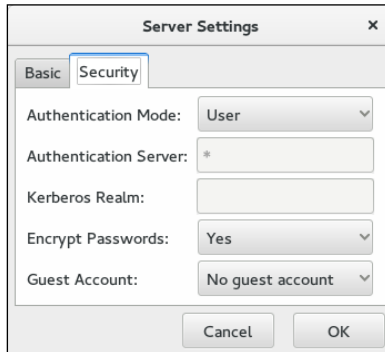 Server Settings ×
Basic Security
Authentication Mode: User
Authentication Server: *
Kerberos Realm:
Encrypt Passwords: Yes
Guest Account: No guest account
Cancel OK